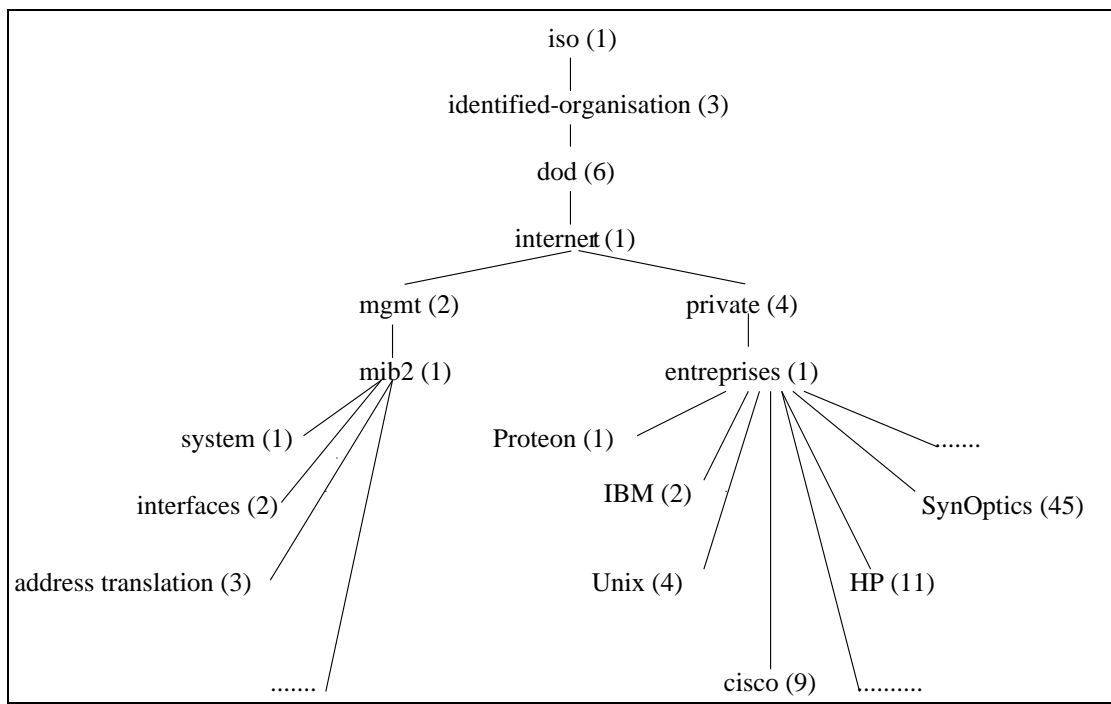 iso (1)
identified-organisation (3)
dod (6)
internet (1)
mgmt (2) private (4)
mib2 (1) entreprises (1)
system (1) Proteon (1) .......
interfaces (2) IBM (2) SynOptics (45)
address translation (3) Unix (4) HP (11)
....... cisco (9) ..........